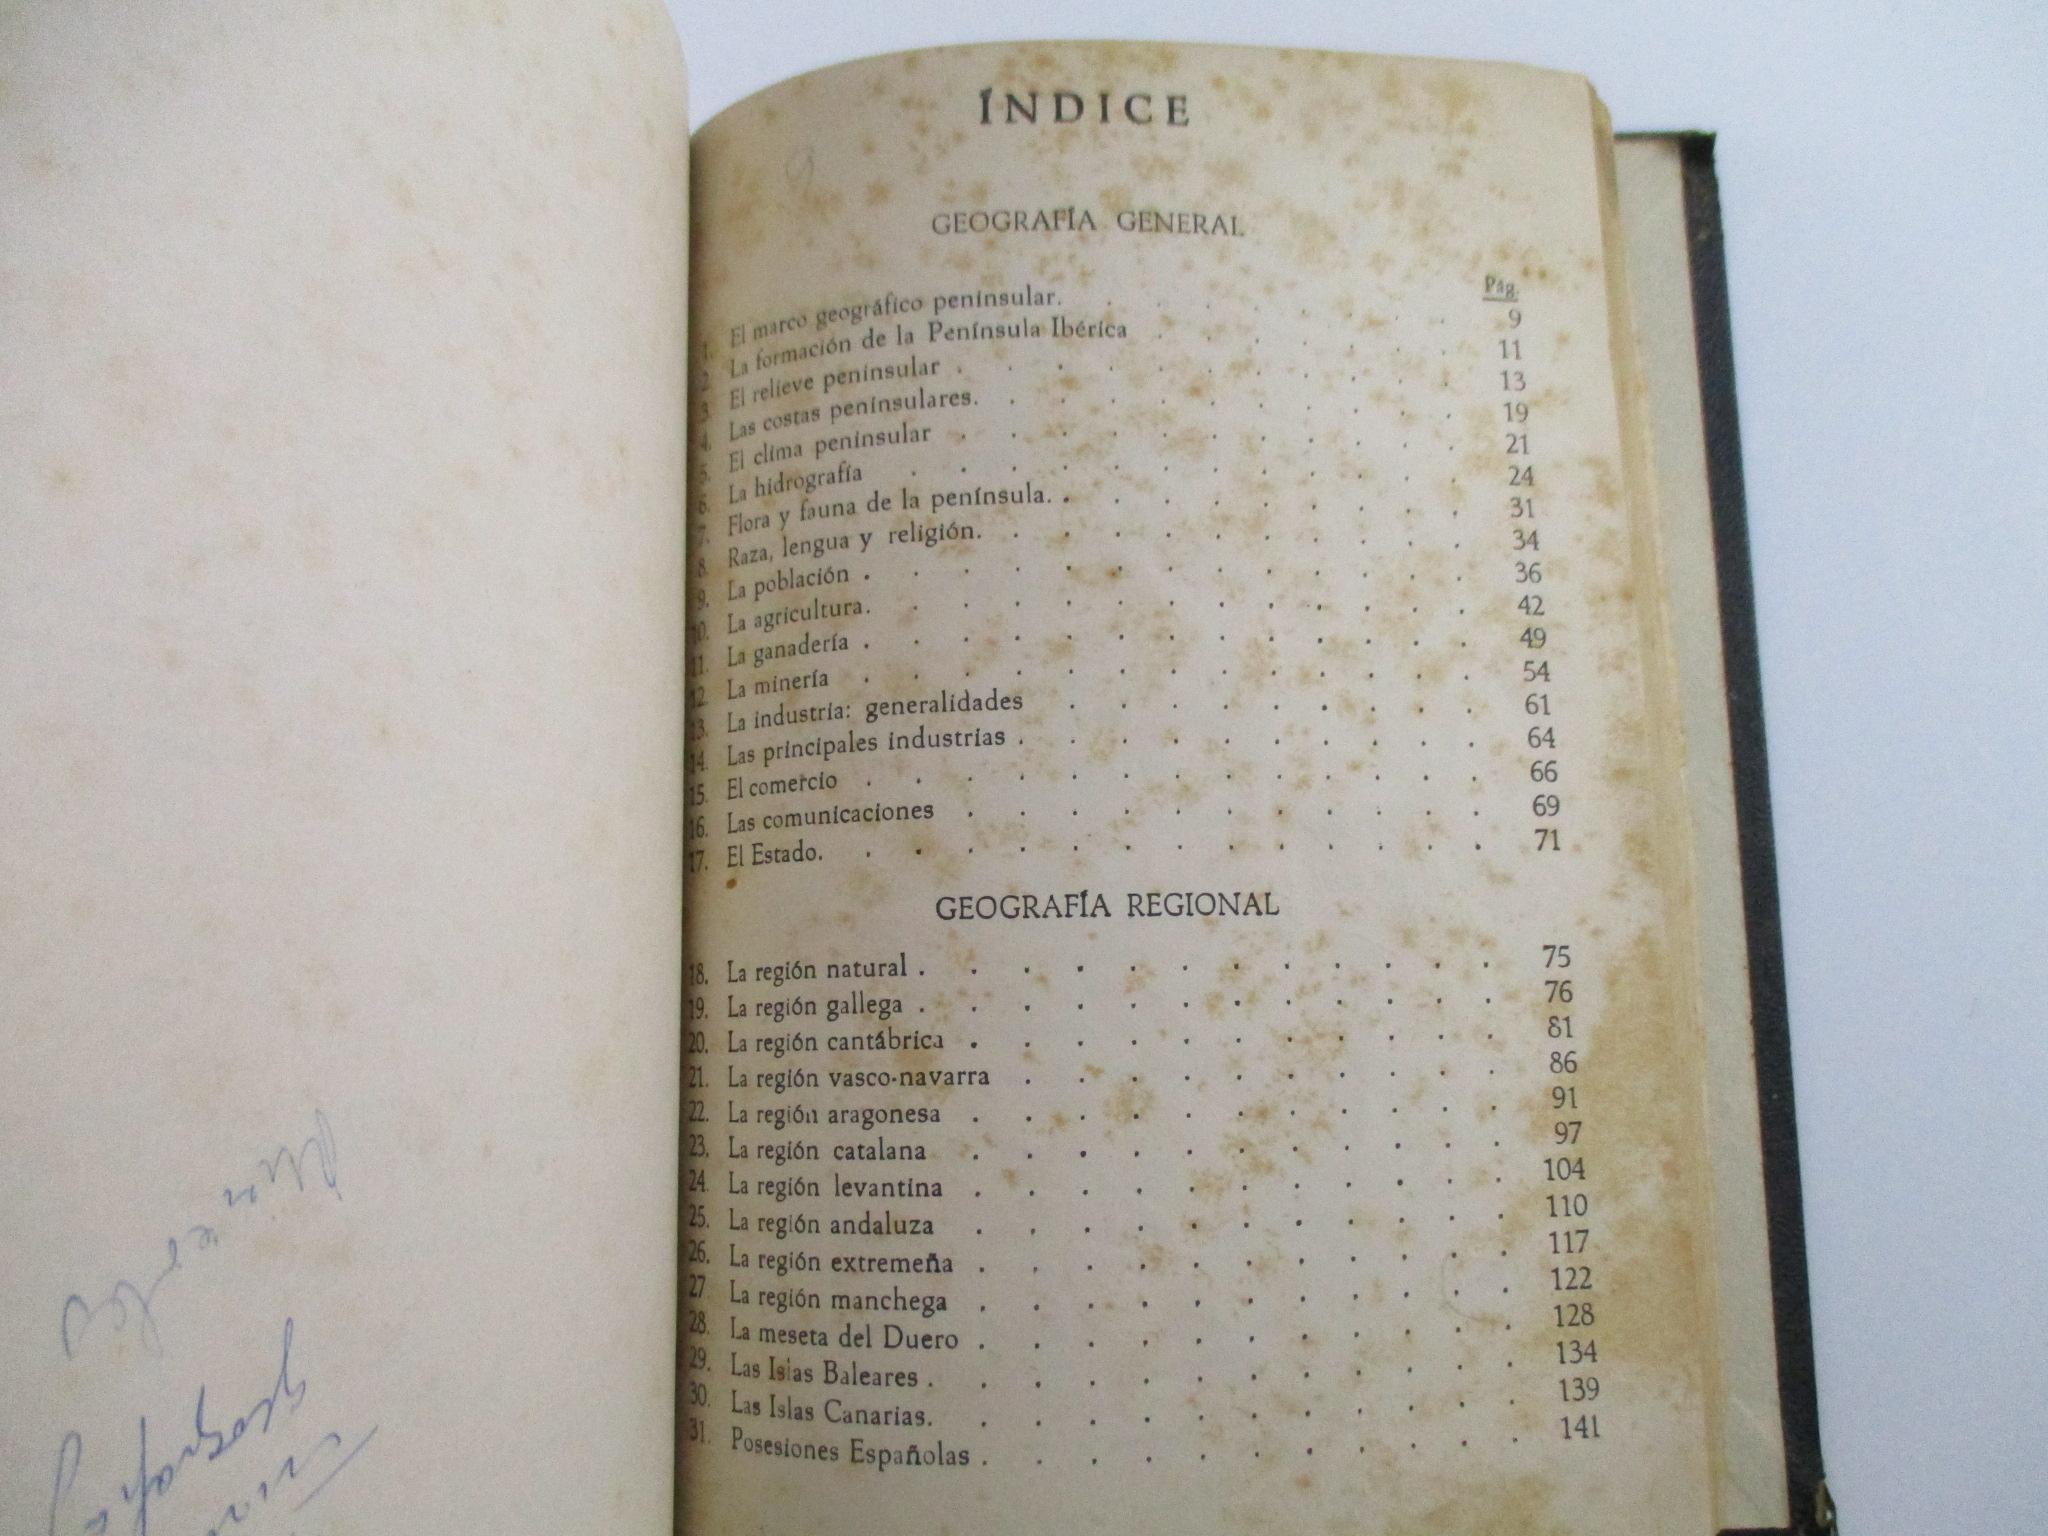 ÍNDICE
GEOGRAFÍA GENERAL
Pág.
1. El marco geográfico peninsular. 9
2. La formación de la Península Ibérica 11
3. El relieve peninsular 13
4. Las costas peninsulares. 19
5. El clima peninsular 21
6. La hidrografía 24
7. Flora y fauna de la península. 31
8. Raza, lengua y religión. 34
9. La población 36
10. La agricultura. 42
11. La ganadería 49
12. La minería 54
13. La industria: generalidades 61
14. Las principales industrias 64
15. El comercio 66
16. Las comunicaciones 69
17. El Estado. 71
GEOGRAFÍA REGIONAL
18. La región natural 75
19. La región gallega 76
20. La región cantábrica 81
21. La región vasco-navarra 86
22. La región aragonesa 91
23. La región catalana 97
24. La región levantina 104
25. La región andaluza 110
26. La región extremeña 117
27 La región manchega 122
28. La meseta del Duero 128
29. Las Islas Baleares 134
30. Las Islas Canarias. 139
31. Posesiones Españolas 141